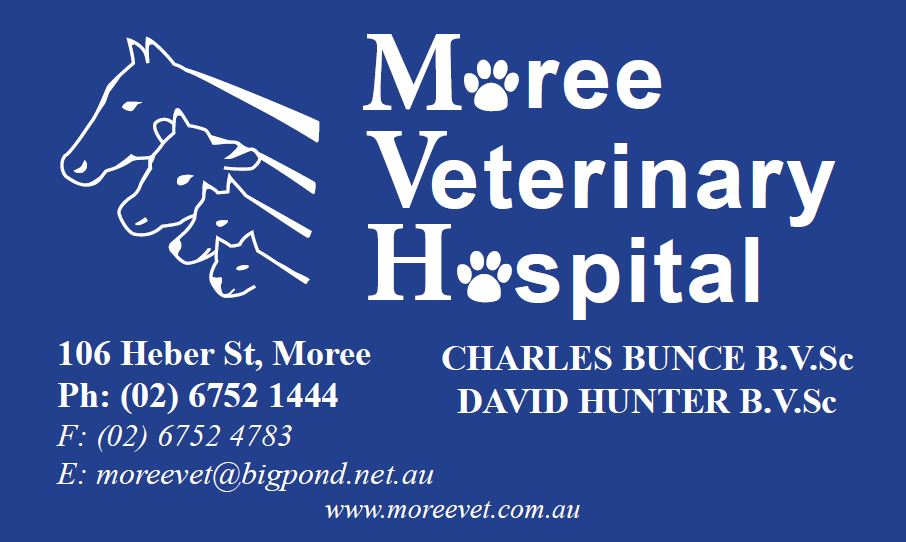 Moree
Veterinary
Hospital
106 Heber St, Moree
Ph: (02) 6752 1444
F: (02) 6752 4783
E: moreevet@bigpond.net.au
CHARLES BUNCE B.V.Sc
DAVID HUNTER B.V.Sc
www.moreevet.com.au